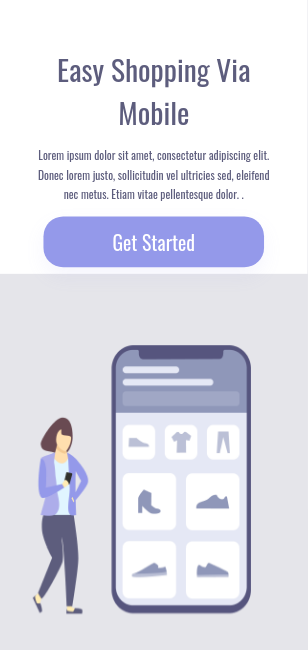 Easy Shopping Via
Mobile
Lorem ipsum dolor sit amet, consectetur adipiscing elit.
Donec lorem justo, sollicitudin vel ultricies sed, eleifend
nec metus. Etiam vitae pellentesque dolor. .
Get Started